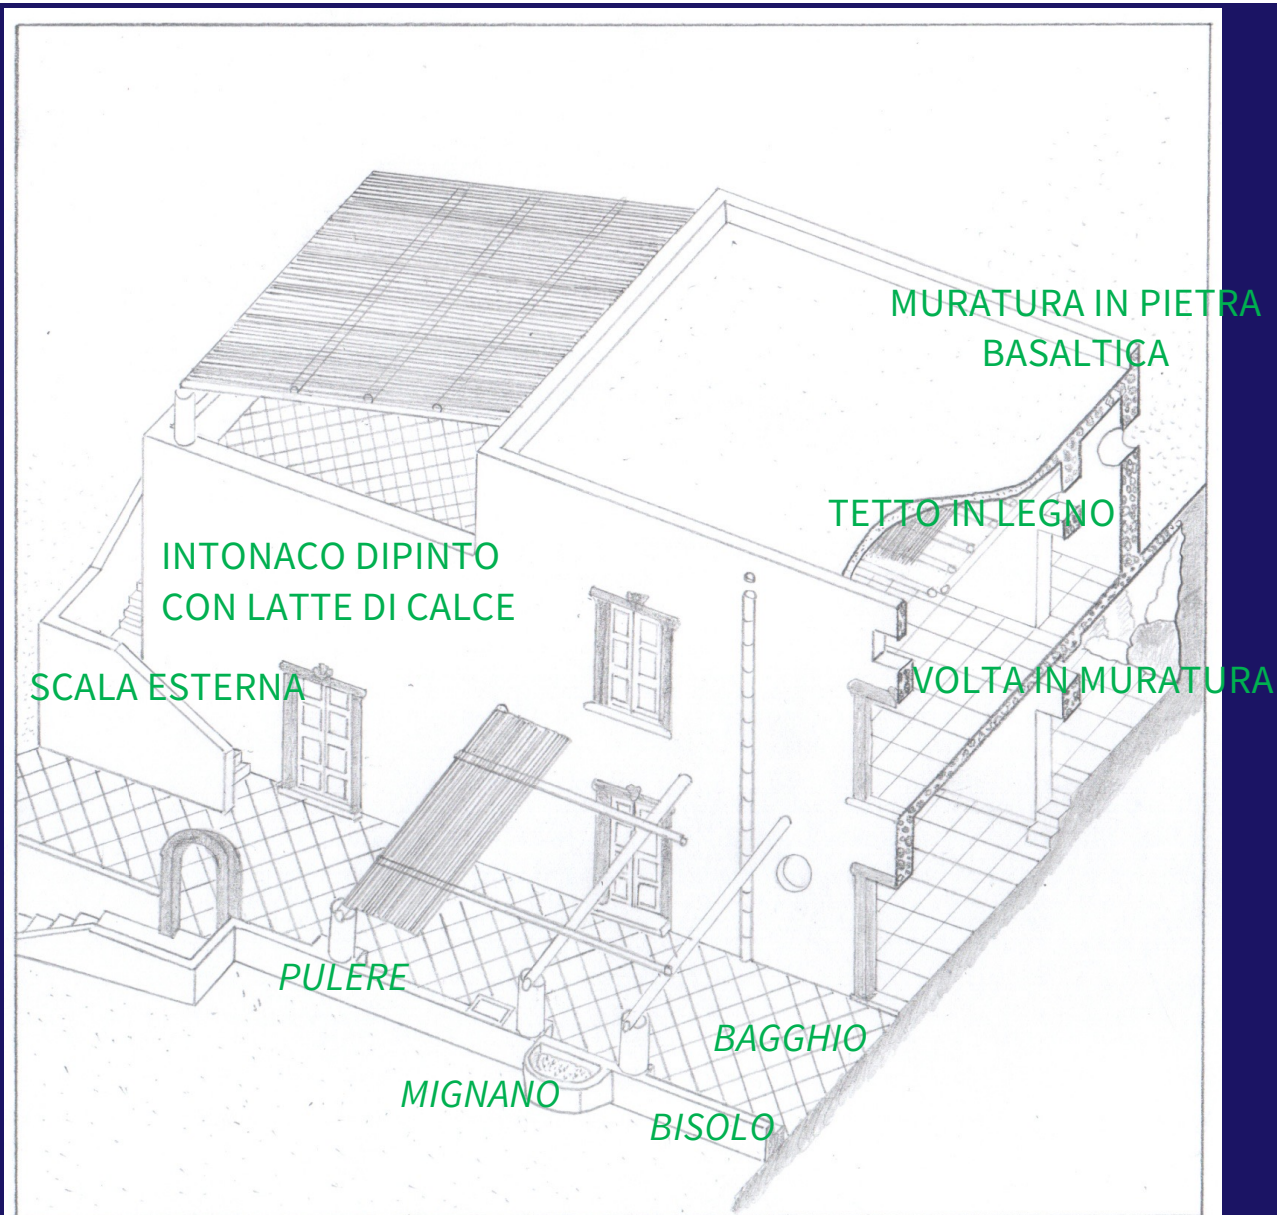 MURATURA IN PIETRA
BASALTICA
TETTO IN LEGNO
INTONACO DIPINTO
CON LATTE DI CALCE
SCALA ESTERNA
VOLTA IN MURATURA
PULERE
BAGGHIO
MIGNANO
BISOLO